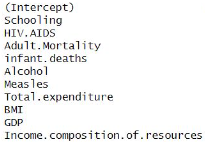 (Intercept)
Schooling
HIV.AIDS
Adult.Mortality
infant.deaths
Alcohol
Measles
Total.expenditure
BMI
GDP
Income.composition.of.resources